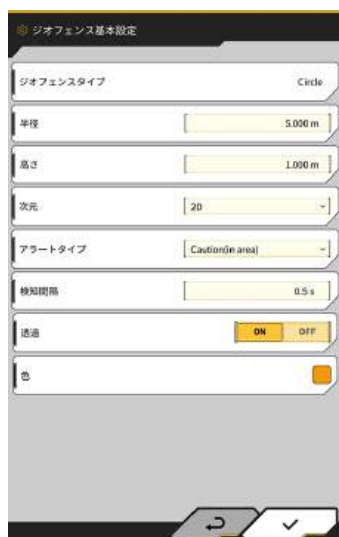 ジオフェンス基本設定
ジオフェンスタイプ Circle
半径 5.000 m
高さ 1.000 m
次元 2D
アラートタイプ Caution(in area)
検知間隔 0.5 s
透過 ON OFF
色